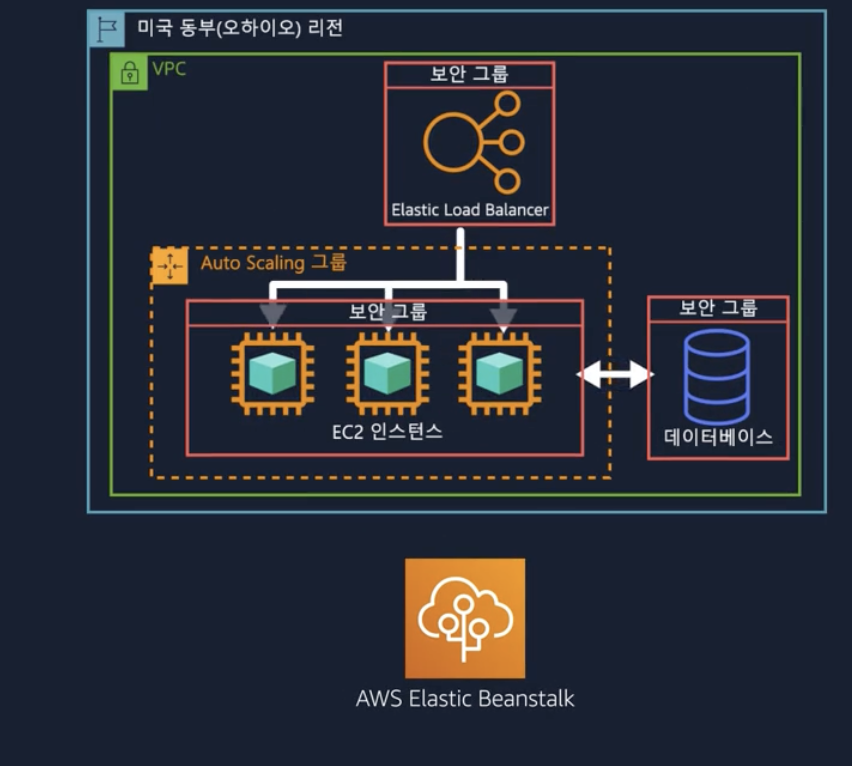 미국 동부(오하이오) 리전
VPC
보안 그룹
Elastic Load Balancer
Auto Scaling 그룹
보안 그룹
EC2 인스턴스
보안 그룹
데이터베이스
AWS Elastic Beanstalk